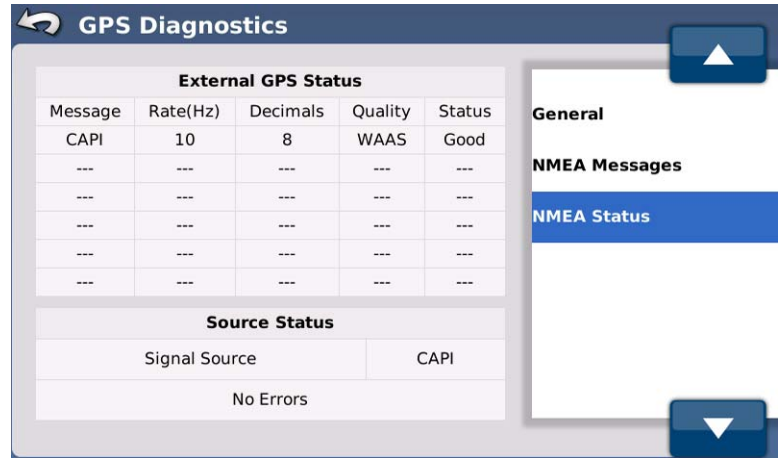 GPS Diagnostics
External GPS Status
Message Rate(Hz) Decimals Quality Status
CAPI 10 8 WAAS Good
--- --- --- --- ---
--- --- --- --- ---
--- --- --- --- ---
--- --- --- --- ---
--- --- --- --- ---
Source Status
Signal Source CAPI
No Errors
General
NMEA Messages
NMEA Status